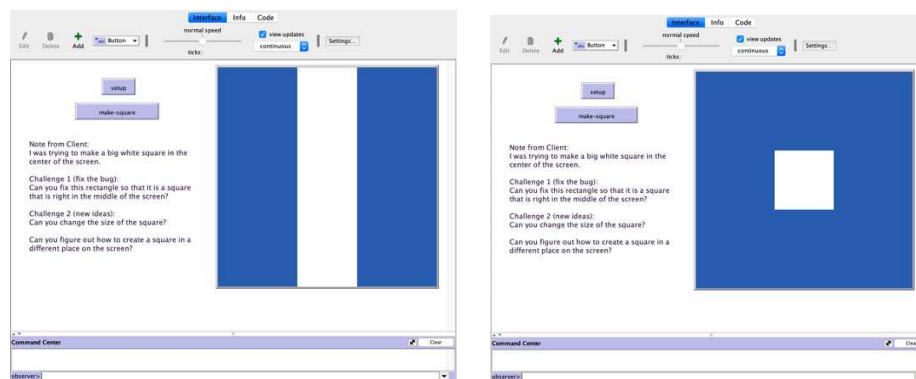 Interface Info Code
normal speed
Edit Delete Add Button view updates
continuous Settings...
ticks:
setup
make-square
Note from Client:
I was trying to make a big white square in the
center of the screen.
Challenge 1 (fix the bug):
Can you fix this rectangle so that it is a square
that is right in the middle of the screen?
Challenge 2 (new ideas):
Can you change the size of the square?
Can you figure out how to create a square in a
different place on the screen?
Command Center Clear
observer>
Interface Info Code
normal speed
Edit Delete Add Button view updates
continuous Settings...
ticks:
setup
make-square
Note from Client:
I was trying to make a big white square in the
center of the screen.
Challenge 1 (fix the bug):
Can you fix this rectangle so that it is a square
that is right in the middle of the screen?
Challenge 2 (new ideas):
Can you change the size of the square?
Can you figure out how to create a square in a
different place on the screen?
Command Center
observer>